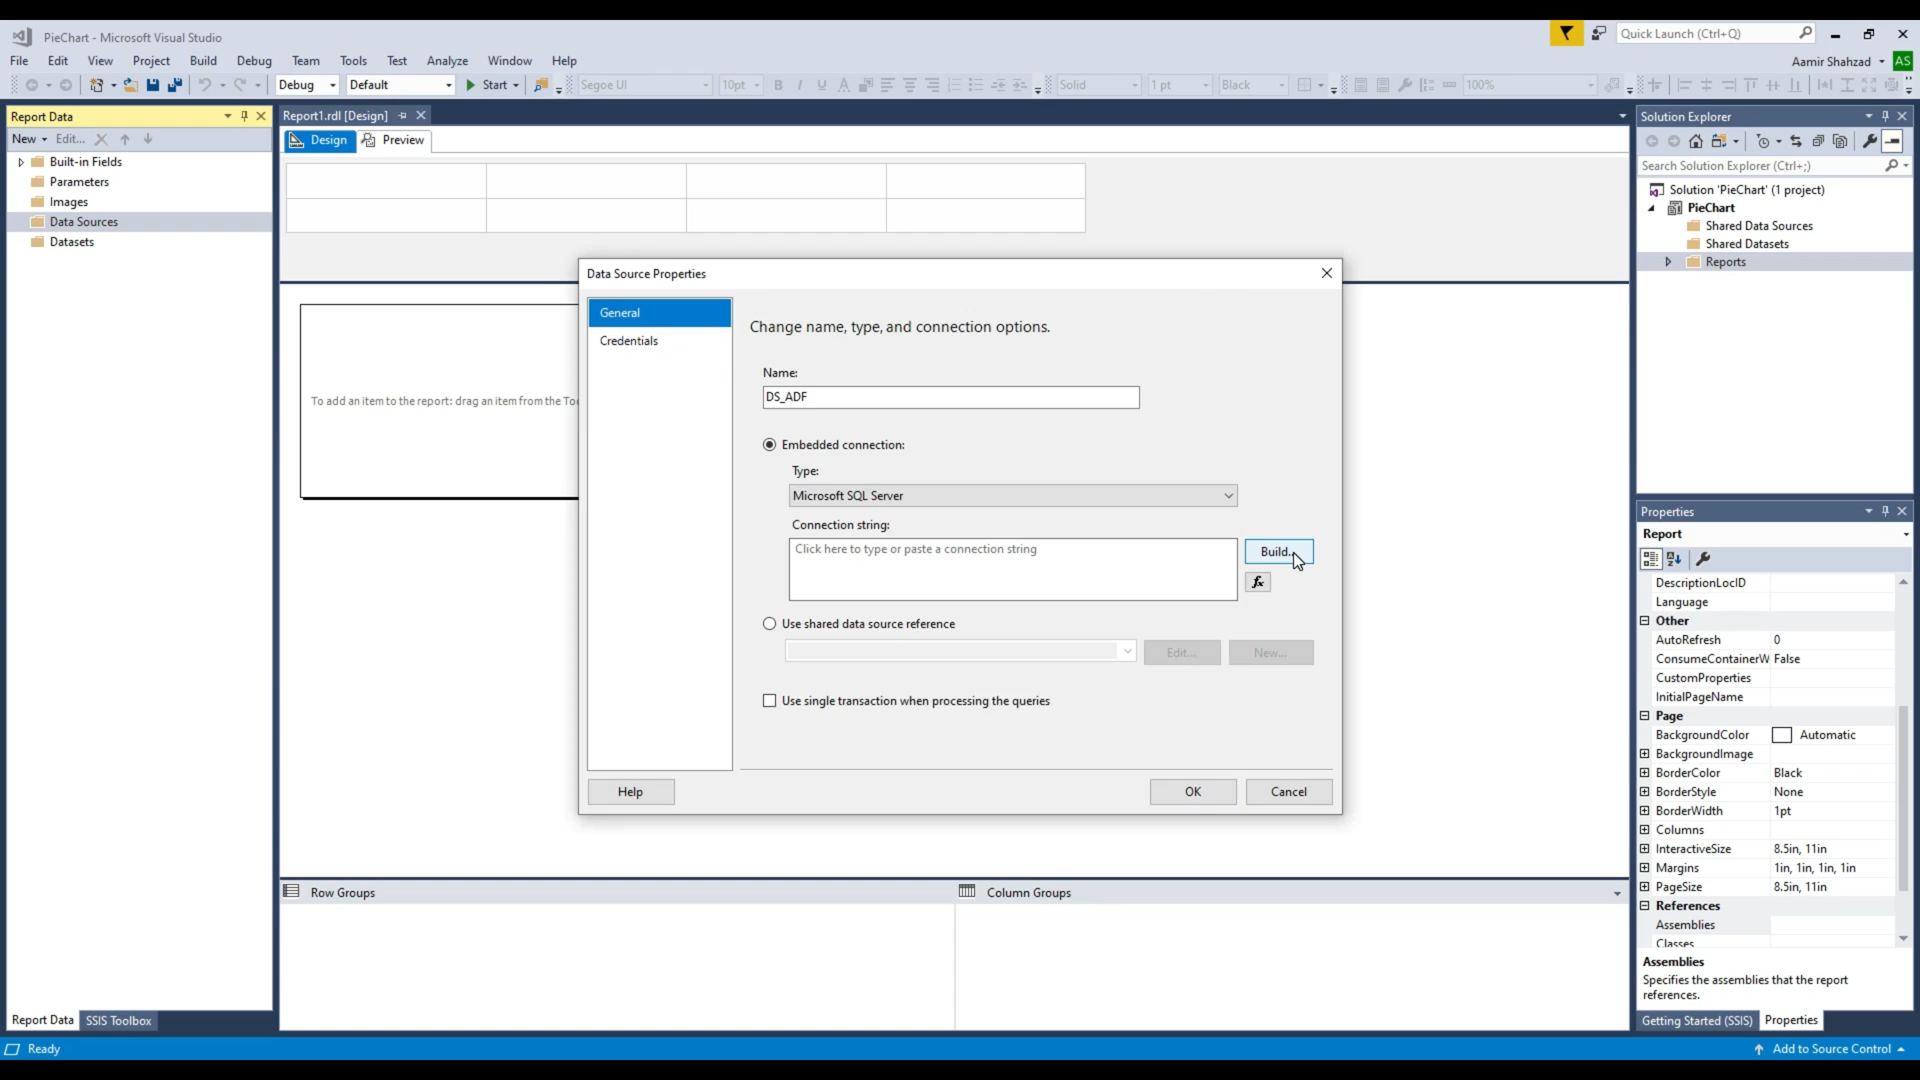 PieChart - Microsoft Visual Studio
Quick Launch (Ctrl+Q)
File Edit View Project Build Debug Team Tools Test Analyze Window Help
Aamir Shahzad AS
Debug Default Start Segoe UI 10pt B I U A Solid 1 pt Black 100%
Report Data
New Edit...
Built-in Fields
Parameters
Images
Data Sources
Datasets
Report1.rdl [Design]
Design Preview
To add an item to the report: drag an item from the Too
Data Source Properties
General
Credentials
Change name, type, and connection options.
Name:
DS_ADF
Embedded connection:
Type:
Microsoft SQL Server
Connection string:
Click here to type or paste a connection string
Build...
fx
Use shared data source reference
Edit... New...
Use single transaction when processing the queries
Help OK Cancel
Row Groups Column Groups
Solution Explorer
Search Solution Explorer (Ctrl+;)
Solution 'PieChart' (1 project)
PieChart
Shared Data Sources
Shared Datasets
Reports
Properties
Report
DescriptionLocID
Language
Other
AutoRefresh 0
ConsumeContainerW False
CustomProperties
InitialPageName
Page
BackgroundColor Automatic
BackgroundImage
BorderColor Black
BorderStyle None
BorderWidth 1pt
Columns
InteractiveSize 8.5in, 11in
Margins 1in, 1in, 1in, 1in
PageSize 8.5in, 11in
References
Assemblies
Classes
Assemblies
Specifies the assemblies that the report
references.
Report Data SSIS Toolbox
Getting Started (SSIS) Properties
Ready
Add to Source Control